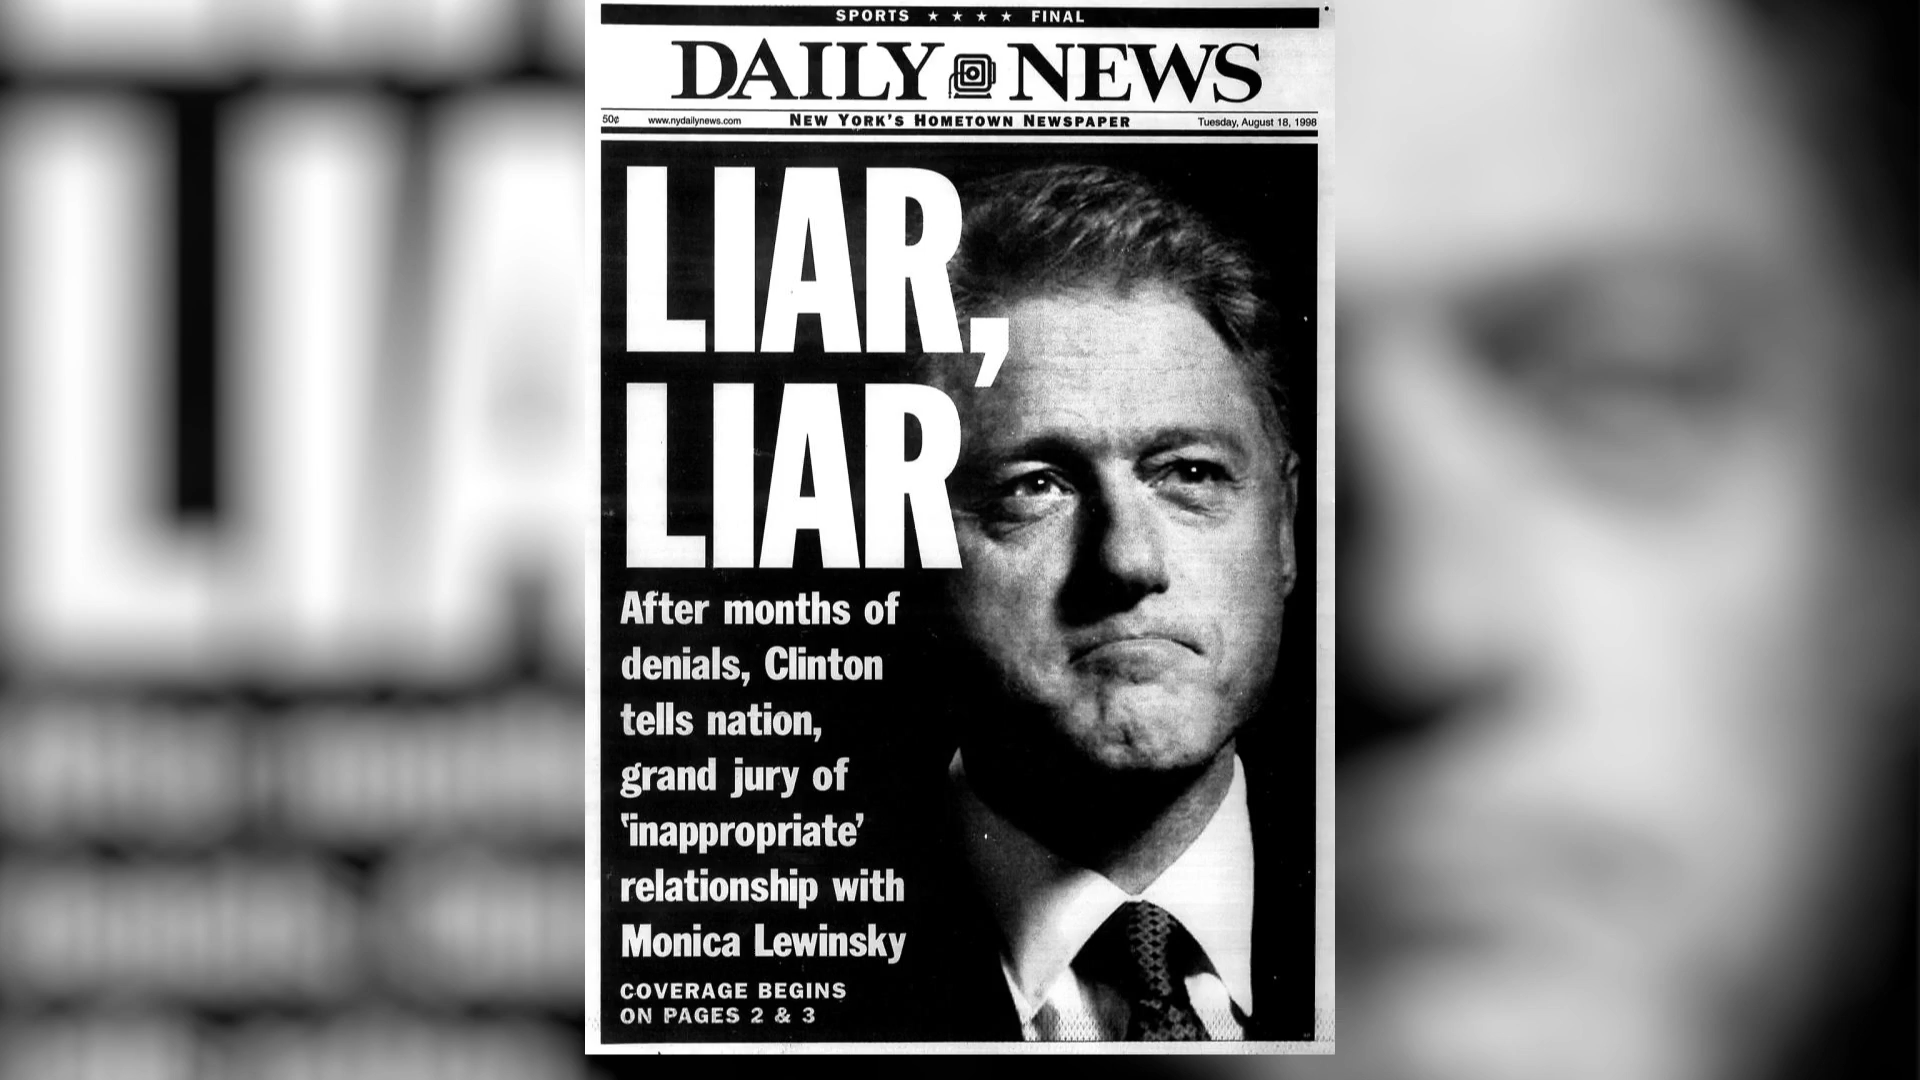 SPORTS ★ ★ ★ ★ FINAL
DAILY NEWS
50¢ www.nydailynews.com NEW YORK'S HOMETOWN NEWSPAPER Tuesday, August 18, 1998
LIAR,
LIAR
After months of
denials, Clinton
tells nation,
grand jury of
‘inappropriate’
relationship with
Monica Lewinsky
COVERAGE BEGINS
ON PAGES 2 & 3